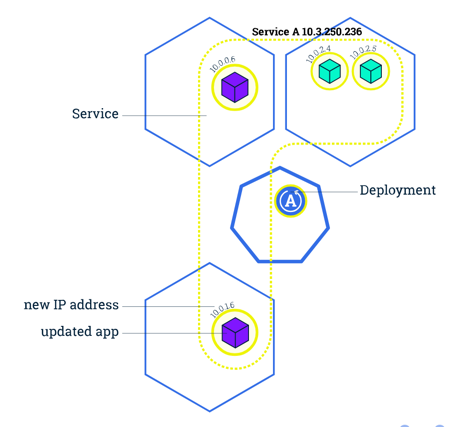 Service A 10.3.250.236
10.0.0.6
10.0.2.4
10.0.2.5
Service
Deployment
A
new IP address
10.0.1.6
updated app